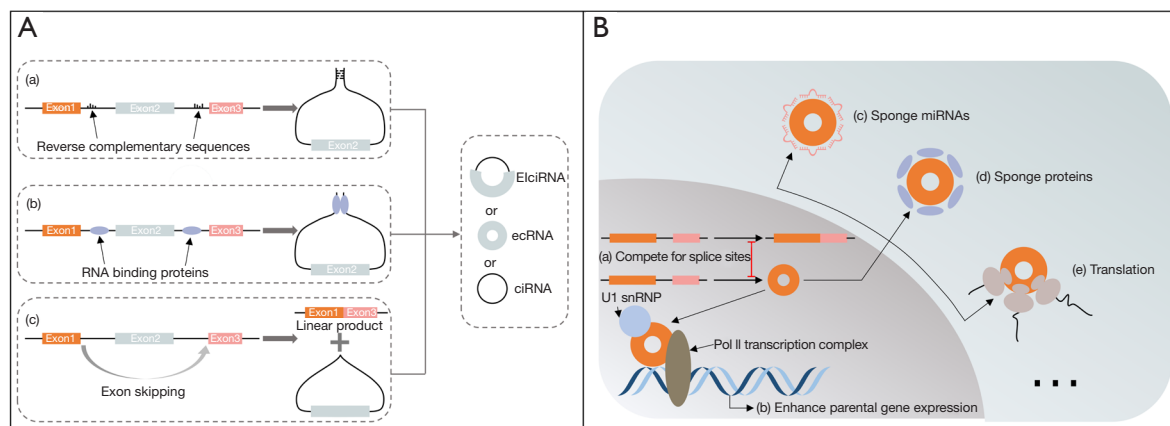 A
(a)
Exon1
Exon2
Exon3
Reverse complementary sequences
Exon2
(b)
Exon1
Exon2
Exon3
RNA binding proteins
Exon2
(c)
Exon1
Exon2
Exon3
Exon skipping
Exon1 Exon3
Linear product
EIciRNA
or
ecRNA
or
ciRNA
B
(c) Sponge miRNAs
(d) Sponge proteins
(a) Compete for splice sites
(e) Translation
U1 snRNP
Pol II transcription complex
(b) Enhance parental gene expression